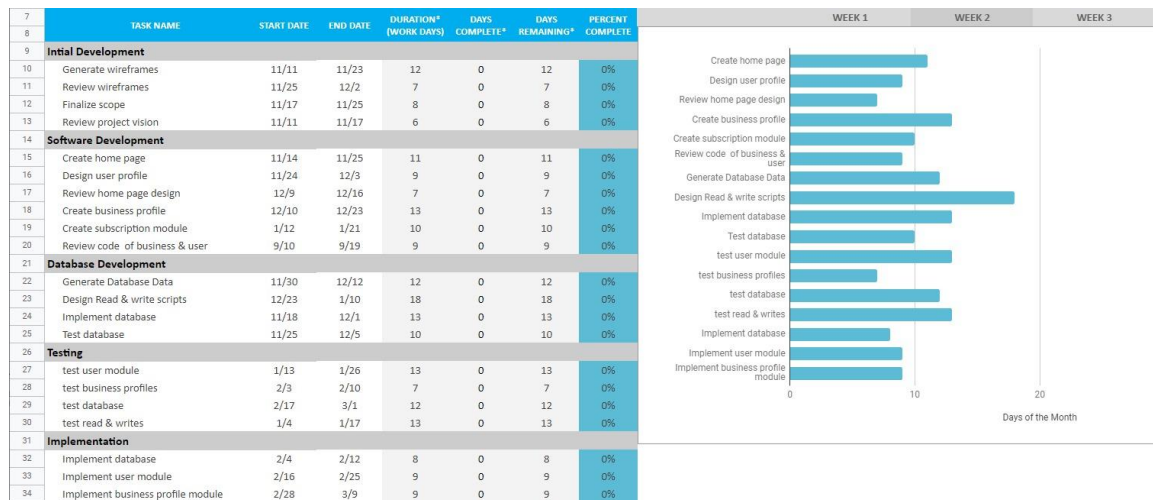 7 WEEK 1 WEEK 2 WEEK 3
8 TASK NAME START DATE END DATE DURATION* (WORK DAYS) DAYS COMPLETE* DAYS REMAINING* PERCENT COMPLETE
9 Intial Development
10 Generate wireframes 11/11 11/23 12 0 12 0%
11 Review wireframes 11/25 12/2 7 0 7 0%
12 Finalize scope 11/17 11/25 8 0 8 0%
13 Review project vision 11/11 11/17 6 0 6 0%
14 Software Development
15 Create home page 11/14 11/25 11 0 11 0%
16 Design user profile 11/24 12/3 9 0 9 0%
17 Review home page design 12/9 12/16 7 0 7 0%
18 Create business profile 12/10 12/23 13 0 13 0%
19 Create subscription module 1/12 1/21 10 0 10 0%
20 Review code of business & user 9/10 9/19 9 0 9 0%
21 Database Development
22 Generate Database Data 11/30 12/12 12 0 12 0%
23 Design Read & write scripts 12/23 1/10 18 0 18 0%
24 Implement database 11/18 12/1 13 0 13 0%
25 Test database 11/25 12/5 10 0 10 0%
26 Testing
27 test user module 1/13 1/26 13 0 13 0%
28 test business profiles 2/3 2/10 7 0 7 0%
29 test database 2/17 3/1 12 0 12 0%
30 test read & writes 1/4 1/17 13 0 13 0%
31 Implementation
32 Implement database 2/4 2/12 8 0 8 0%
33 Implement user module 2/16 2/25 9 0 9 0%
34 Implement business profile module 2/28 3/9 9 0 9 0%
Create home page
Design user profile
Review home page design
Create business profile
Create subscription module
Review code of business &
user
Generate Database Data
Design Read & write scripts
Implement database
Test database
test user module
test business profiles
test database
test read & writes
Implement database
Implement user module
Implement business profile
module
0 10 20
Days of the Month